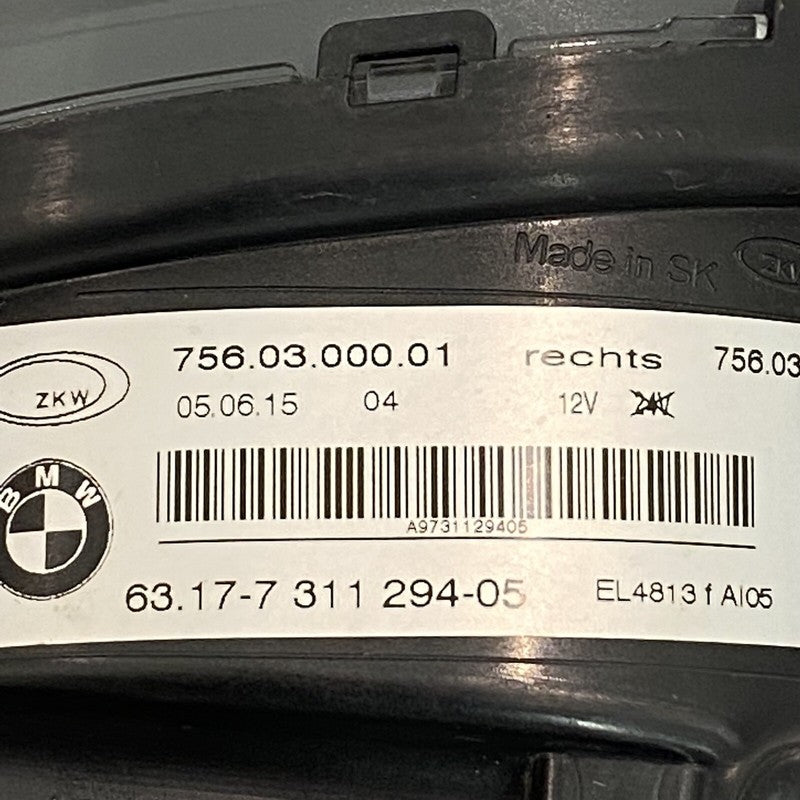 Made in SK ZKW
756.03.000.01 rechts 756.03
ZKW
05.06.15 04 12V 24V
BMW
A9731129405
63.17-7 311 294-05 EL4813 f AI05